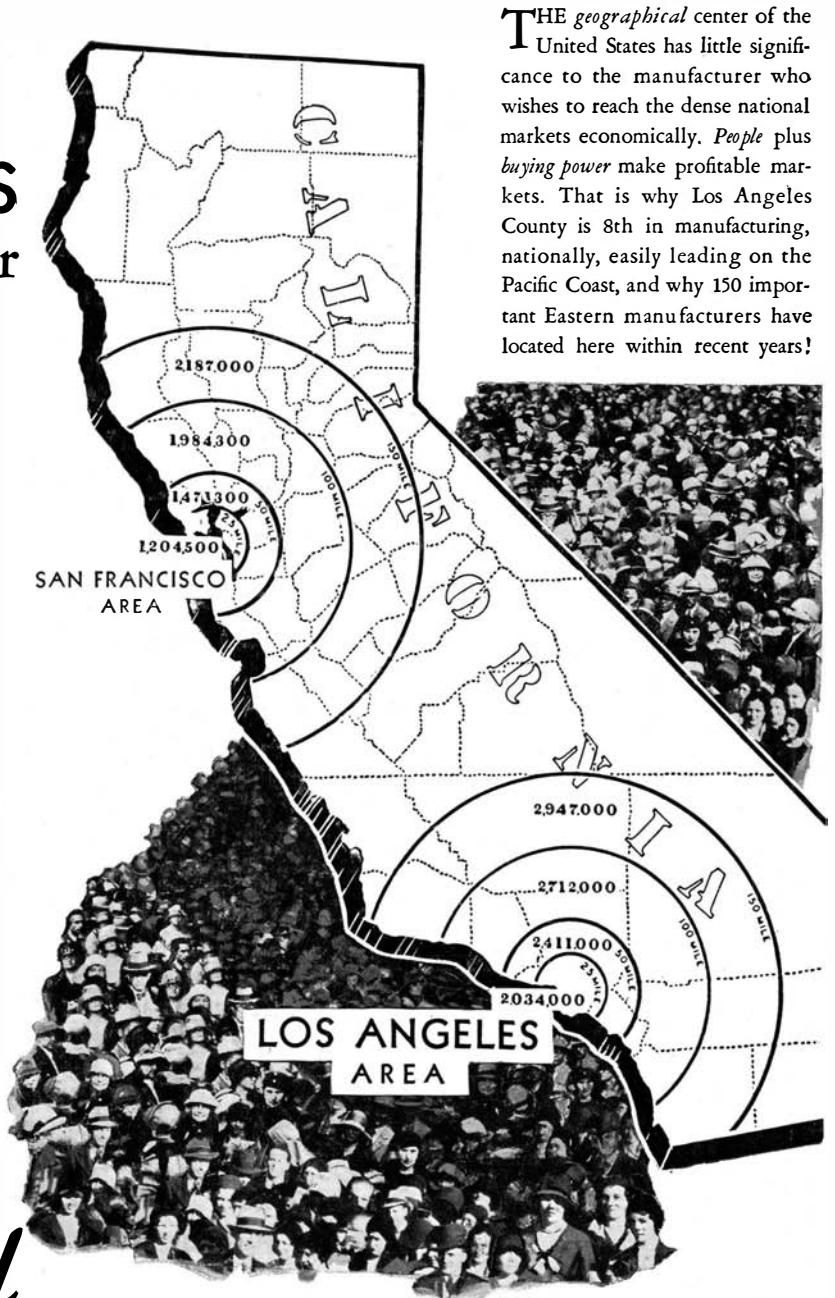 THE geographical center of the
United States has little signifi-
cance to the manufacturer who
wishes to reach the dense national
markets economically. People plus
buying power make profitable mar-
kets. That is why Los Angeles
County is 8th in manufacturing,
nationally, easily leading on the
Pacific Coast, and why 150 impor-
tant Eastern manufacturers have
located here within recent years!
S
r
CALIFORNIA
2187,000
1,984,300
1,471,300
1,204,500
25 MILE
50 MILE
100 MILE
150 MILE
SAN FRANCISCO
AREA
2,947.000
2,712,000
2,411,000
2,034,000
25 MILE
50 MILE
100 MILE
150 MILE
LOS ANGELES
AREA